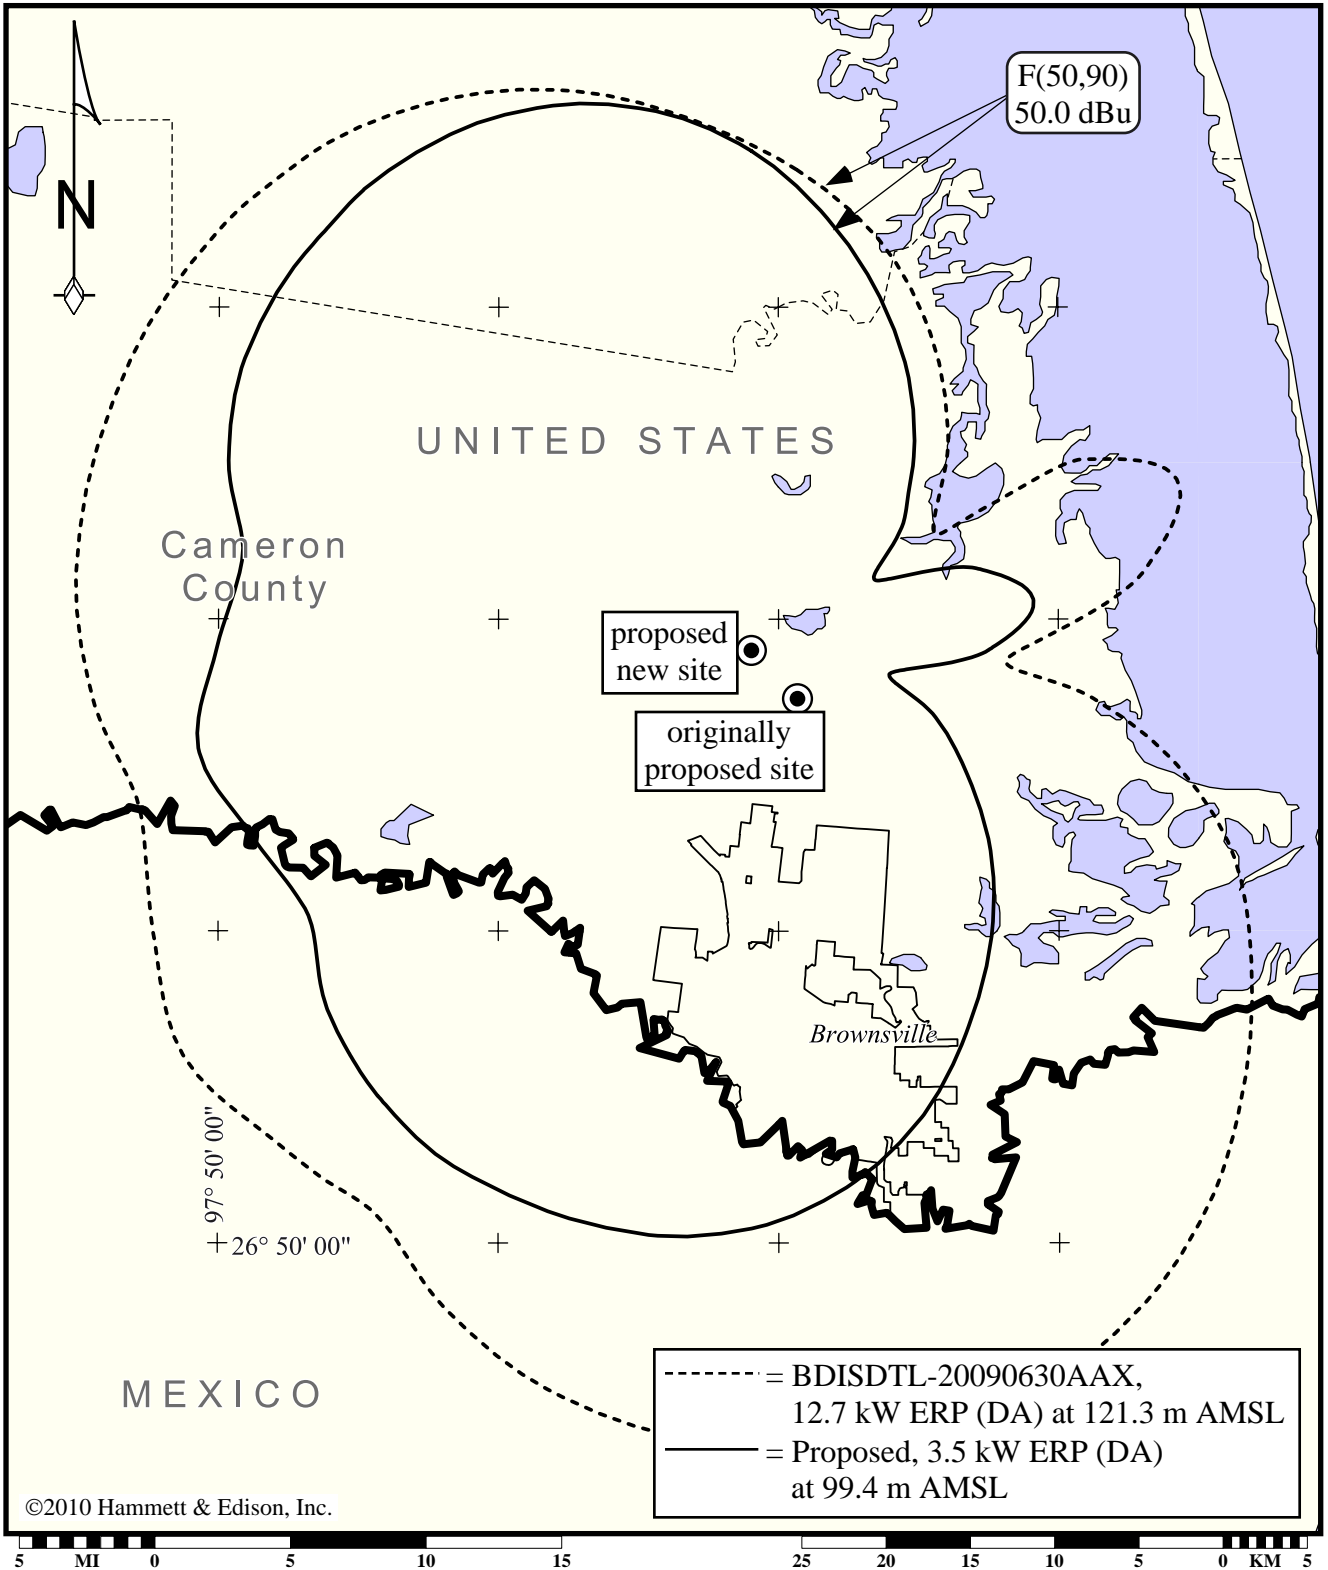 F(50,90)
50.0 dBu
N
UNITED STATES
Cameron
County
proposed
new site
originally
proposed site
Brownsville
97° 50' 00"
26° 50' 00"
MEXICO
= BDISDTL-20090630AAX,
12.7 kW ERP (DA) at 121.3 m AMSL
= Proposed, 3.5 kW ERP (DA)
at 99.4 m AMSL
©2010 Hammett & Edison, Inc.
5 MI 0 5 10 15 25 20 15 10 5 0 KM 5